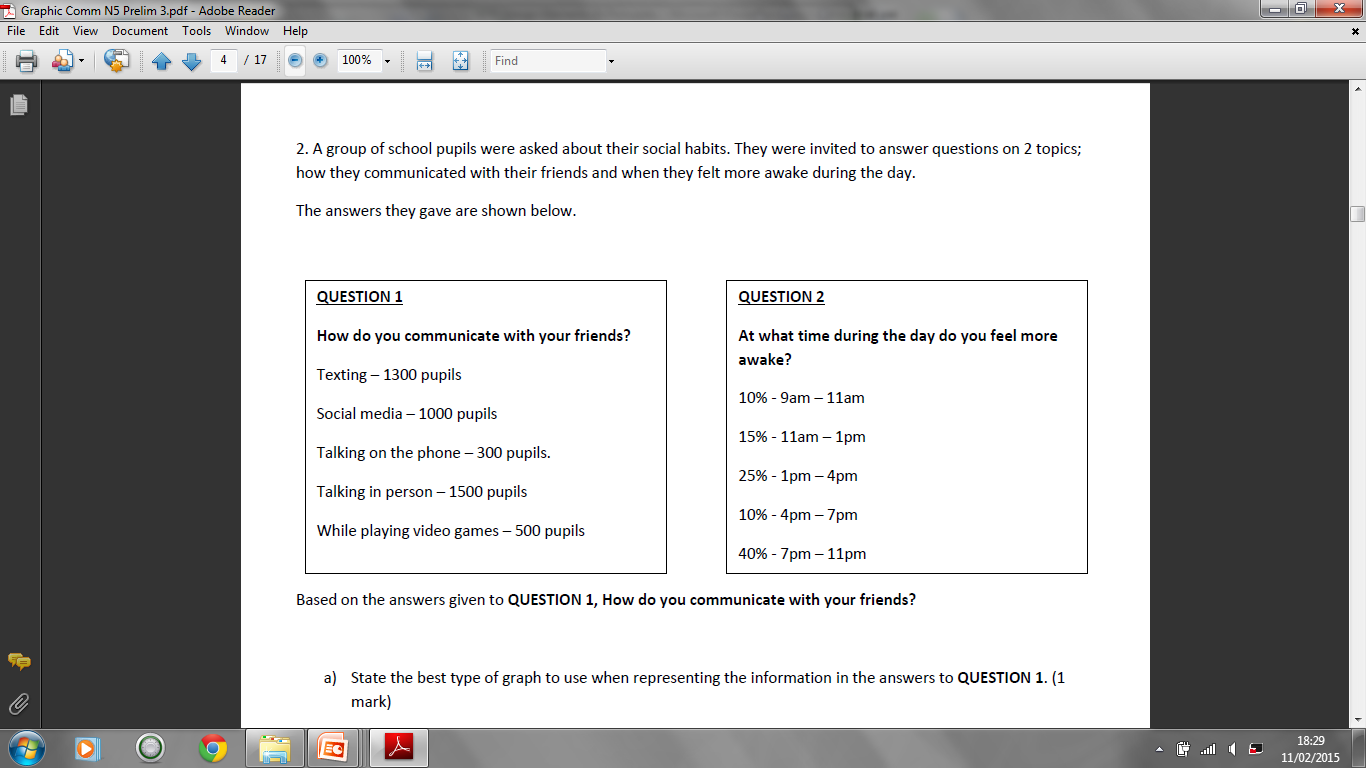 Graphic Comm N5 Prelim 3.pdf - Adobe Reader
File Edit View Document Tools Window Help
4 / 17 100% Find
2. A group of school pupils were asked about their social habits. They were invited to answer questions on 2 topics;
how they communicated with their friends and when they felt more awake during the day.
The answers they gave are shown below.
QUESTION 1
How do you communicate with your friends?
Texting – 1300 pupils
Social media – 1000 pupils
Talking on the phone – 300 pupils.
Talking in person – 1500 pupils
While playing video games – 500 pupils
QUESTION 2
At what time during the day do you feel more
awake?
10% - 9am – 11am
15% - 11am – 1pm
25% - 1pm – 4pm
10% - 4pm – 7pm
40% - 7pm – 11pm
Based on the answers given to QUESTION 1, How do you communicate with your friends?
a) State the best type of graph to use when representing the information in the answers to QUESTION 1. (1
mark)
18:29
11/02/2015